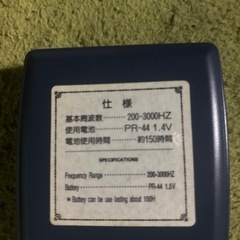 仕様
基本周波数 ---------- 200-3000HZ
使用電池 ---------- PR-44 1.4V
電池使用時間 ---------- 約150時間
SPECIFICATIONS
Frequency Range ---------- 200-3000HZ
Battery ---------- PR-44 1.5V
* Battery can be use lasting about 150H